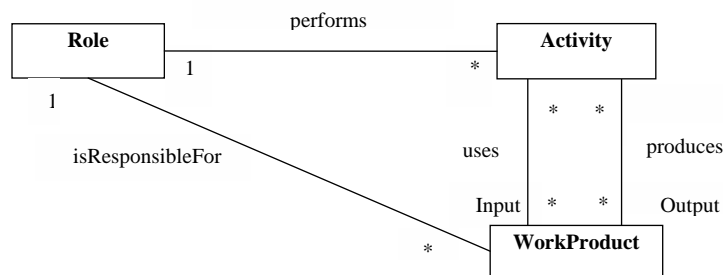 performs
Role
Activity
1
*
1
*
*
isResponsibleFor
uses
produces
Input
*
*
Output
*
WorkProduct